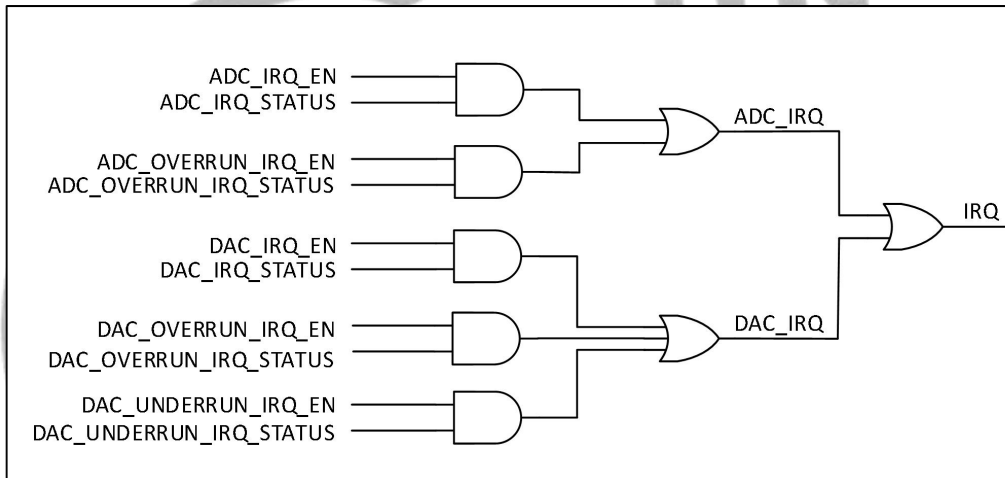 ADC_IRQ_EN
ADC_IRQ_STATUS
ADC_IRQ
ADC_OVERRUN_IRQ_EN
ADC_OVERRUN_IRQ_STATUS
IRQ
DAC_IRQ_EN
DAC_IRQ_STATUS
DAC_OVERRUN_IRQ_EN
DAC_IRQ
DAC_OVERRUN_IRQ_STATUS
DAC_UNDERRUN_IRQ_EN
DAC_UNDERRUN_IRQ_STATUS